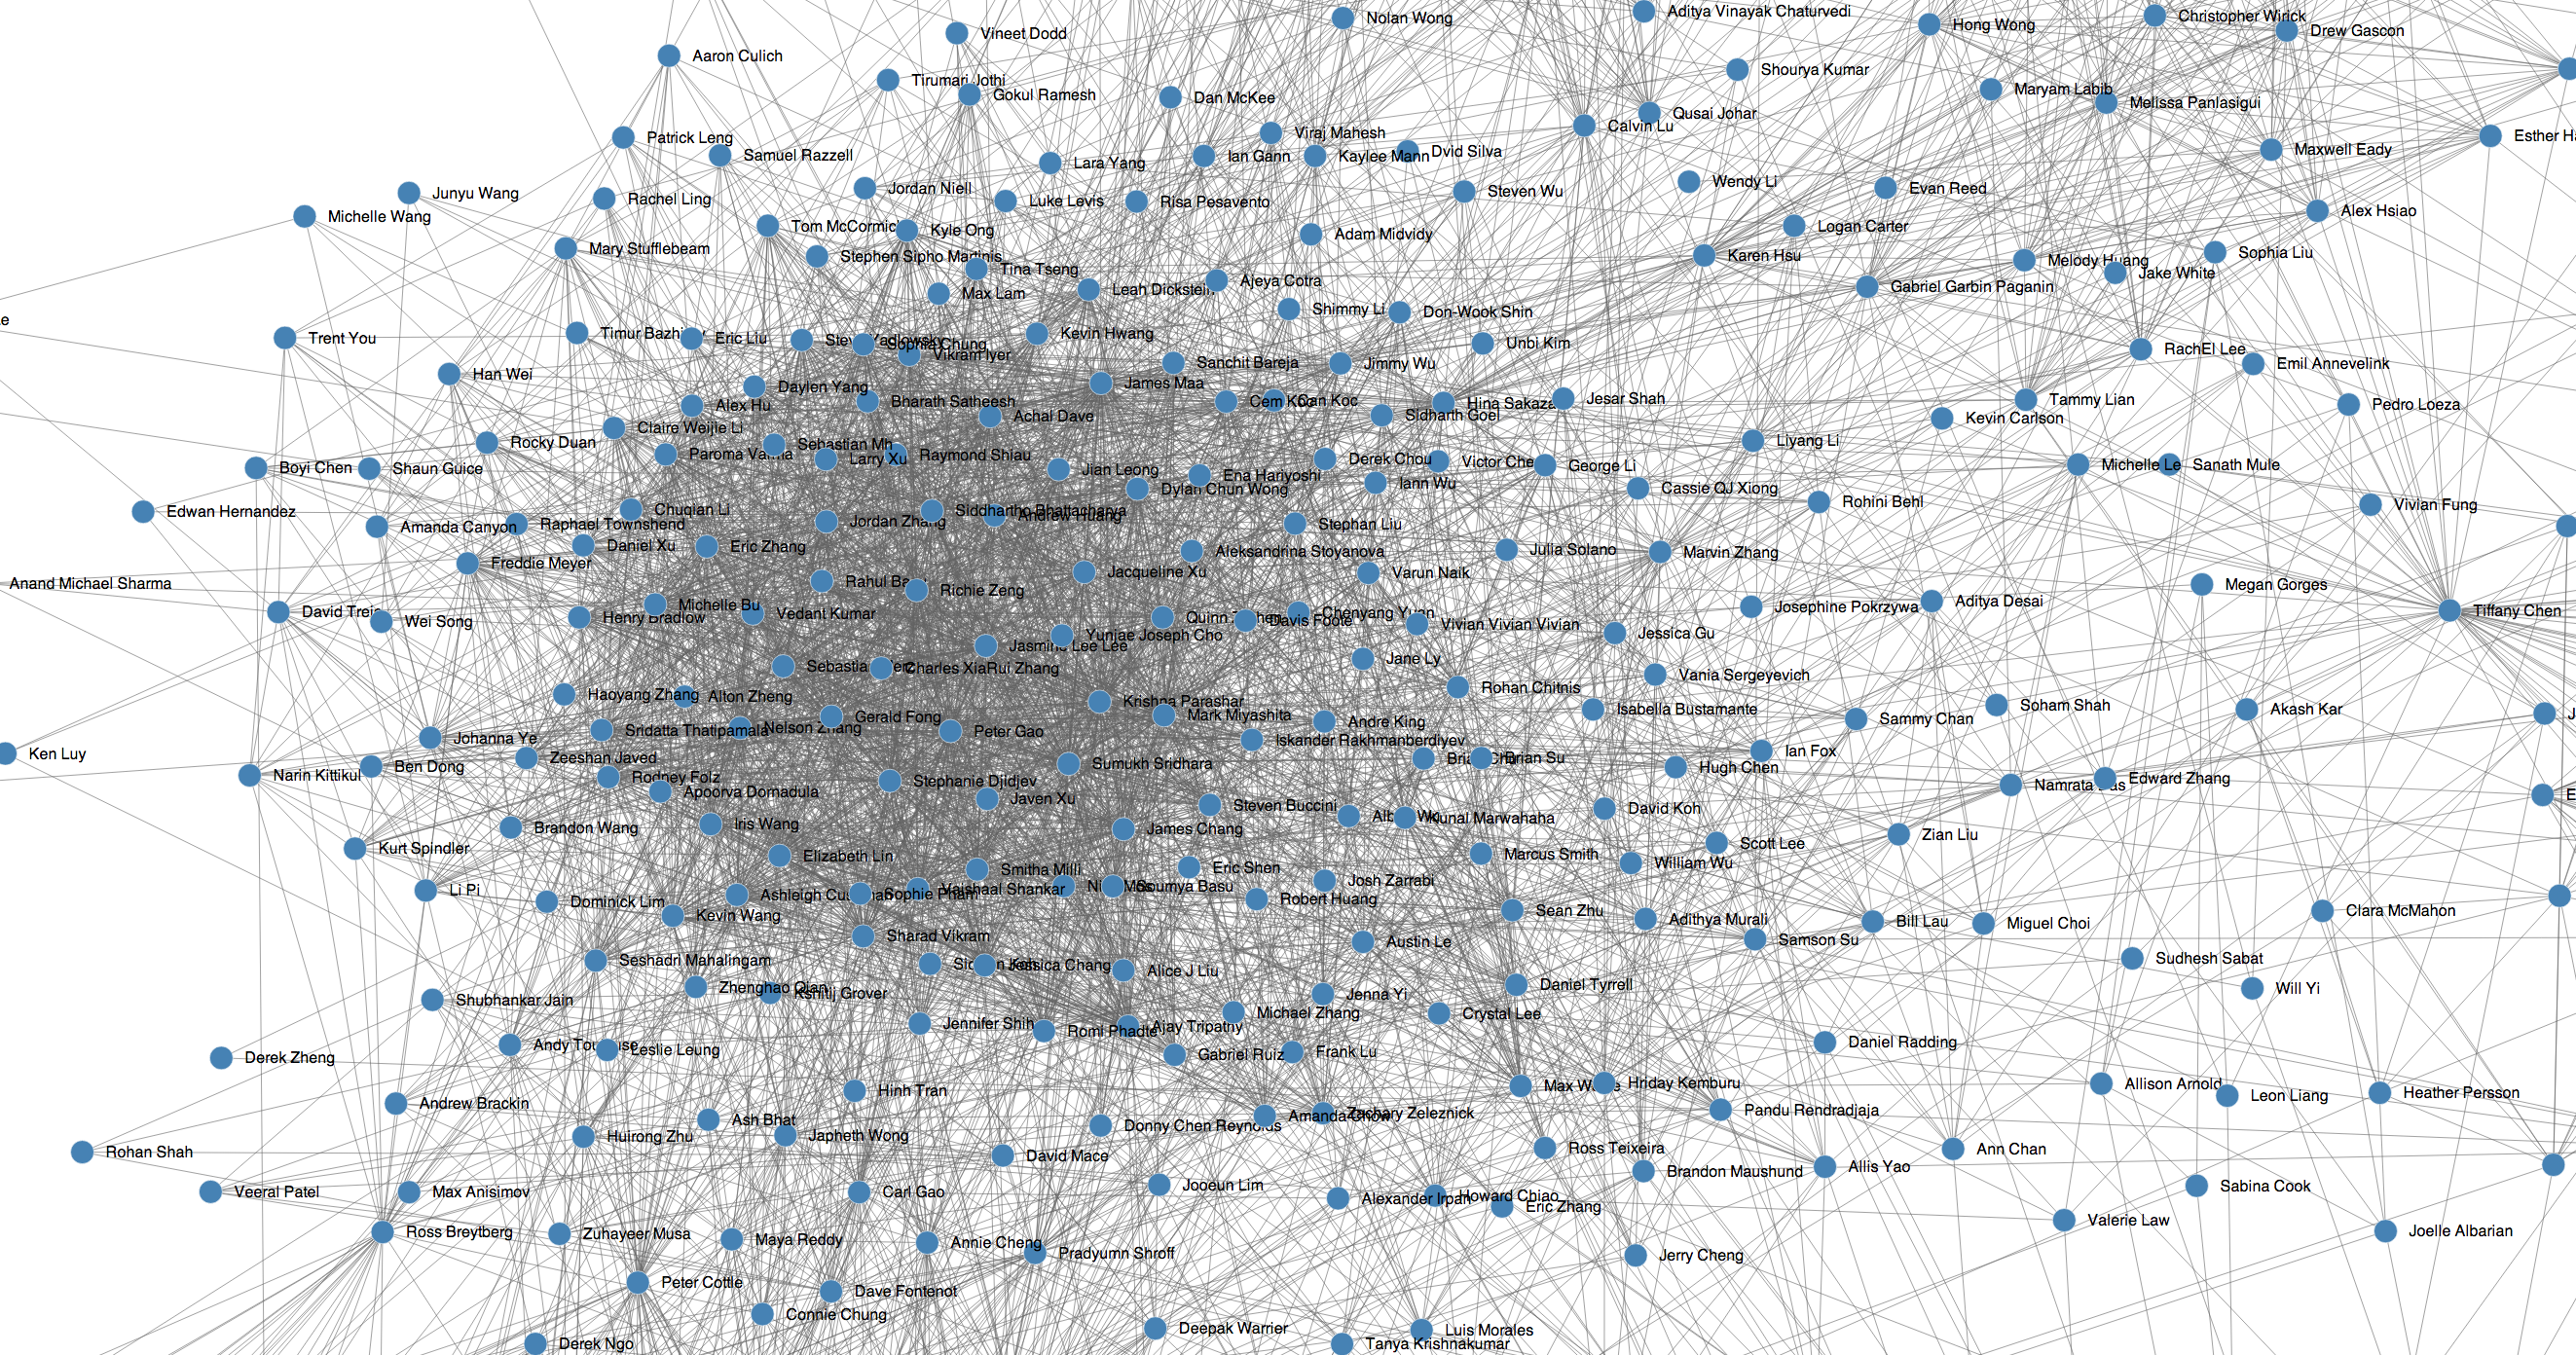 Nolan Wong
Aditya Vinayak Chaturvedi
Christopher Wirick
Hong Wong
Drew Gascon
Vineet Dodd
Aaron Culich
Shourya Kumar
Tirumari Jothi
Gokul Ramesh
Dan McKee
Maryam Labib
Melissa Panlasigui
Qusai Johar
Calvin Lu
Viraj Mahesh
Patrick Leng
Esther
Samuel Razzell
Ian Gann
Kaylee Mann
Dvid Silva
Maxwell Eady
Lara Yang
Wendy Li
Jordan Niell
Evan Reed
Junyu Wang
Steven Wu
Rachel Ling
Luke Levis
Risa Pesavento
Alex Hsiao
Michelle Wang
Tom McCormic
Kyle Ong
Logan Carter
Adam Midvidy
Mary Stufflebeam
Stephen Sipho Martinis
Karen Hsu
Sophia Liu
Melody Huang
Tina Tseng
Jake White
Ajeya Cotra
Gabriel Garbin Paganin
Max Lam
Leah Dickstein
Shimmy Li
Don-Wook Shin
Trent You
Timur
Eric Liu
Kevin Hwang
Sophia Chung
Unbi Kim
RachEl Lee
Vikram Iyer
Sanchit Bareja
Jimmy Wu
Emil Annevelink
Han Wei
James Maa
Daylen Yang
Jesar Shah
Tammy Lian
Alex Hu
Bharath Satheesh
Cem Koc
Can Koc
Hina
Pedro Loeza
Achal Dave
Sidharth Goel
Kevin Carlson
Claire Weijie Li
Rocky Duan
Sebastian Mh
Liyang Li
Paroma Varma
Larry Xu
Raymond Shiau
Derek Chou
Victor
George Li
Michelle Le
Sanath Mule
Boyi Chen
Shaun Guice
Jian Leong
Ena Hariyoshi
Iann Wu
Dylan Chun Wong
Cassie QJ Xiong
Rohini Behl
Vivian Fung
Edwan Hernandez
Chuqian Li
Siddhartho Bhattacharya
Andrew Huang
Amanda Canyon
Raphael Townshend
Jordan Zhang
Stephan Liu
Daniel Xu
Eric Zhang
Aleksandrina Stoyanova
Julia Solano
Marvin Zhang
Freddie Meyer
Jacqueline Xu
Varun Naik
Anand Michael Sharma
Rahul
Richie Zeng
Megan Gorges
David
Michelle Bu
Vedant Kumar
Henry Bradlow
Wei Song
Quinn
Davis Foote
Chenyang Yuan
Vivian Vivian Vivian
Josephine Pokrzywa
Aditya Desai
Tiffany Chen
Yunjae Joseph Cho
Jasmine Lee Lee
Jessica Gu
Jane Ly
Sebastia
Charles Xia
Rui Zhang
Vania Sergeyevich
Rohan Chitnis
Haoyang Zhang
Alton Zheng
Krishna Parashar
Isabella Bustamante
Soham Shah
Akash Kar
Gerald Fong
Mark Miyashita
Andre King
Sammy Chan
Sridatta Thatipamala
Nelson Zhang
Peter Gao
Johanna Ye
Iskander Rakhmanberdiyev
Ian Fox
Ken Luy
Zeeshan Javed
Brian Su
Ben Dong
Sumukh Sridhara
Hugh Chen
Narin Kittikul
Rodney Folz
Stephanie Djidjev
Namrata
Edward Zhang
Apoorva Dornadula
Javen Xu
Steven Buccini
David Koh
Kunal Marwahaha
Brandon Wang
Iris Wang
James Chang
Zian Liu
Kurt Spindler
Scott Lee
Elizabeth Lin
Marcus Smith
William Wu
Smitha Milli
Eric Shen
Josh Zarrabi
Li Pi
Ashleigh
Sophie Pham
Vaishaal Shankar
Soumya Basu
Robert Huang
Dominick Lim
Kevin Wang
Sean Zhu
Adithya Murali
Bill Lau
Miguel Choi
Clara McMahon
Sharad Vikram
Austin Le
Samson Su
Seshadri Mahalingam
Jessica Chang
Alice J Liu
Sudhesh Sabat
Zhenghao Qian
Kshitij Grover
Jenna Yi
Daniel Tyrrell
Will Yi
Shubhankar Jain
Michael Zhang
Crystal Lee
Jennifer Shih
Romi Phadte
Ajay Tripathy
Andy
Leslie Leung
Gabriel Ruiz
Frank Lu
Daniel Radding
Derek Zheng
Hinh Tran
Max
Hriday Kemburu
Allison Arnold
Leon Liang
Heather Persson
Andrew Brackin
Ash Bhat
Donny Chen Reynolds
Amanda Chow
Zachary Zeleznick
Pandu Rendradjaja
Huirong Zhu
Japheth Wong
Rohan Shah
David Mace
Ross Teixeira
Ann Chan
Brandon Maushund
Allis Yao
Veeral Patel
Max Anisimov
Carl Gao
Jooeun Lim
Alexander Irpan
Howard Chiao
Eric Zhang
Sabina Cook
Valerie Law
Ross Breytberg
Zuhayeer Musa
Maya Reddy
Annie Cheng
Pradyumn Shroff
Jerry Cheng
Joelle Albarian
Peter Cottle
Dave Fontenot
Connie Chung
Deepak Warrier
Luis Morales
Derek Ngo
Tanya Krishnakumar